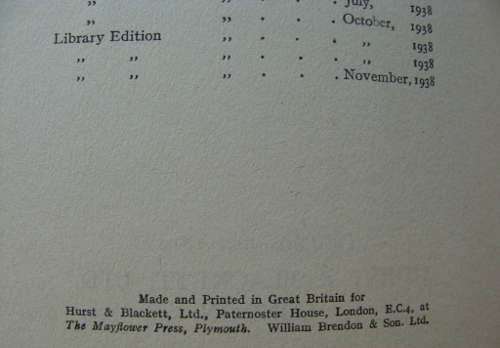 „ „ . . . July, 1938
„ „ . . . October, 1938
Library Edition „ . . . „ 1938
„ „ „ . . . „ 1938
„ „ „ . . . November, 1938
Made and Printed in Great Britain for
Hurst & Blackett, Ltd., Paternoster House, London, E.C.4, at
The Mayflower Press, Plymouth. William Brendon & Son. Ltd.